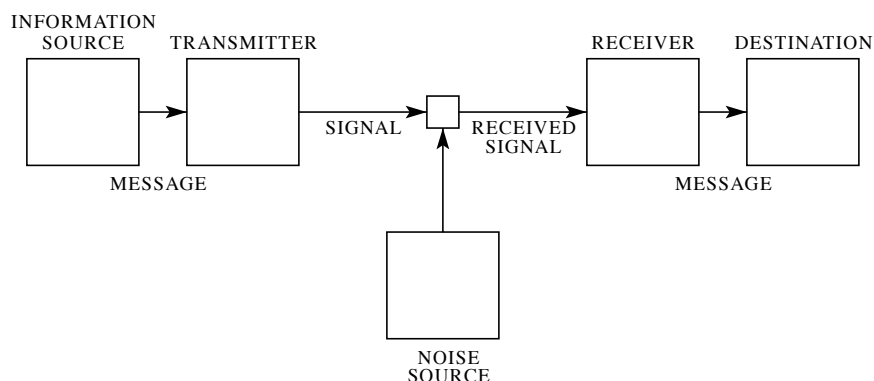 INFORMATION
SOURCE
TRANSMITTER
RECEIVER
DESTINATION
SIGNAL
RECEIVED
SIGNAL
MESSAGE
MESSAGE
NOISE
SOURCE